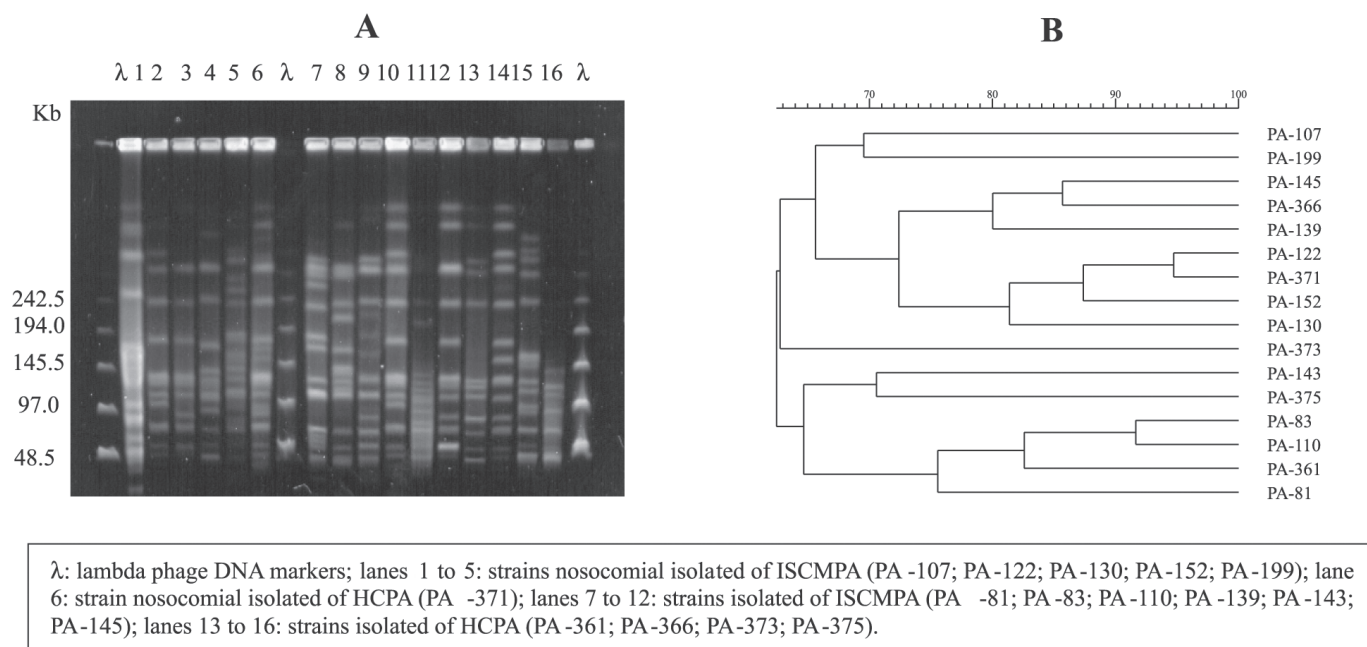 A
B
λ 1 2 3 4 5 6 λ 7 8 9 10 11 12 13 14 15 16 λ
Kb
242.5
194.0
145.5
97.0
48.5
70 80 90 100
PA-107
PA-199
PA-145
PA-366
PA-139
PA-122
PA-371
PA-152
PA-130
PA-373
PA-143
PA-375
PA-83
PA-110
PA-361
PA-81
λ: lambda phage DNA markers; lanes 1 to 5: strains nosocomial isolated of ISCMPA (PA -107; PA-122; PA-130; PA-152; PA-199); lane
6: strain nosocomial isolated of HCPA (PA -371); lanes 7 to 12: strains isolated of ISCMPA (PA -81; PA-83; PA-110; PA-139; PA-143;
PA-145); lanes 13 to 16: strains isolated of HCPA (PA-361; PA-366; PA-373; PA-375).